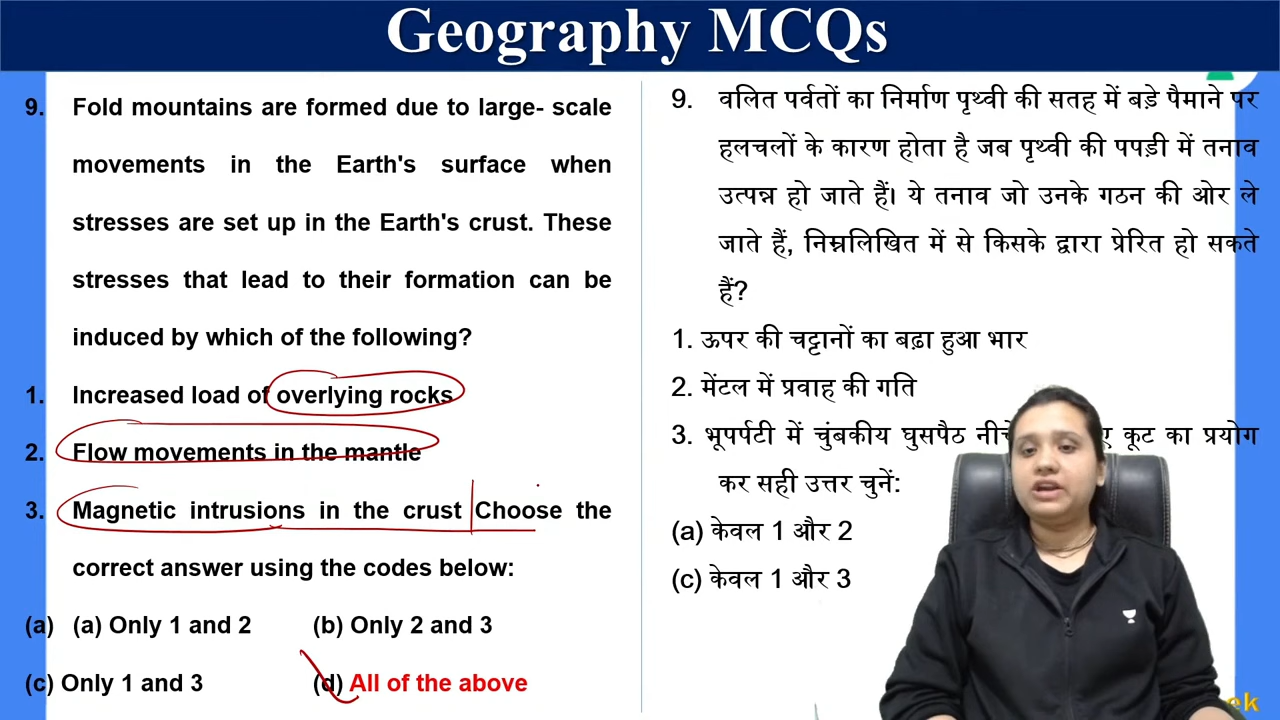 Geography MCQs
9. Fold mountains are formed due to large- scale
movements in the Earth's surface when
stresses are set up in the Earth's crust. These
stresses that lead to their formation can be
induced by which of the following?
1. Increased load of overlying rocks
2. Flow movements in the mantle
3. Magnetic intrusions in the crust Choose the
correct answer using the codes below:
(a) (a) Only 1 and 2 (b) Only 2 and 3
(c) Only 1 and 3 (d) All of the above
9. वलित पर्वतों का निर्माण पृथ्वी की सतह में बड़े पैमाने पर
हलचलों के कारण होता है जब पृथ्वी की पपड़ी में तनाव
उत्पन्न हो जाते हैं। ये तनाव जो उनके गठन की ओर ले
जाते हैं, निम्नलिखित में से किसके द्वारा प्रेरित हो सकते
हैं?
1. ऊपर की चट्टानों का बढ़ा हुआ भार
2. मेंटल में प्रवाह की गति
3. भूपर्पटी में चुंबकीय घुसपैठ नीचे कूट का प्रयोग
कर सही उत्तर चुनें:
(a) केवल 1 और 2
(c) केवल 1 और 3